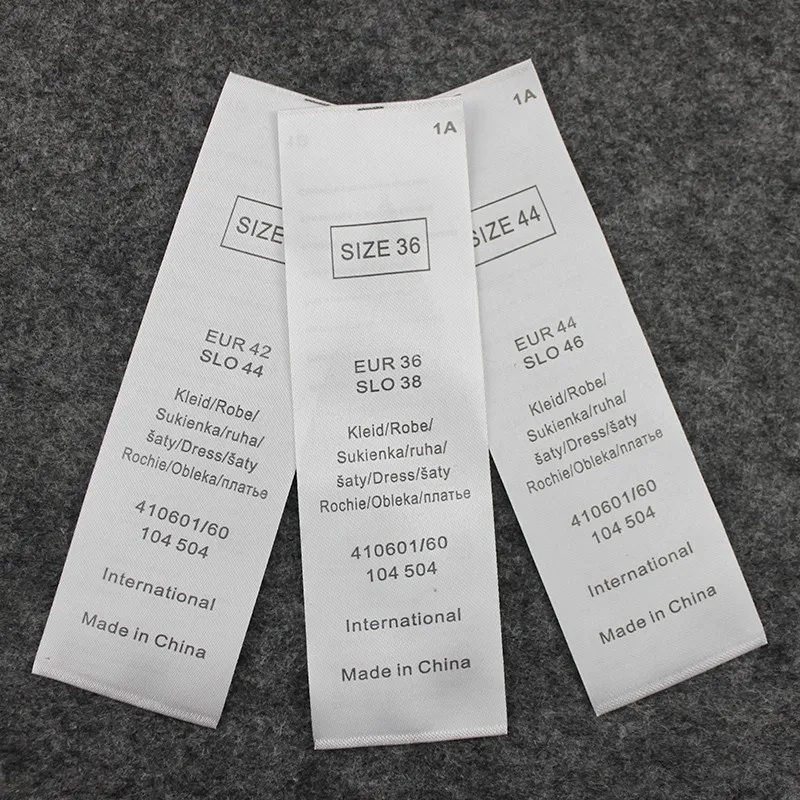 SIZE
EUR 42
SLO 44
Kleid/Robe/
Sukienka/ruha/
šaty/Dress/šaty
Rochie/Obleka/платье
410601/60
104 504
International
Made in China
1A
SIZE 36
EUR 36
SLO 38
Kleid/Robe/
Sukienka/ruha/
šaty/Dress/šaty
Rochie/Obleka/платье
410601/60
104 504
International
Made in China
1A
SIZE 44
EUR 44
SLO 46
Kleid/Robe/
Sukienka/ruha/
šaty/Dress/šaty
Rochie/Obleka/платье
410601/60
104 504
International
Made in China